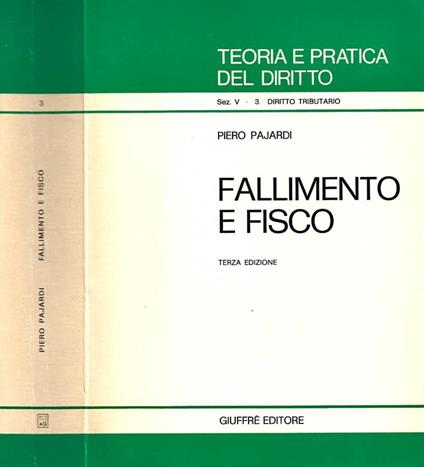 TEORIA E PRATICA
DEL DIRITTO
Sez. V - 3. DIRITTO TRIBUTARIO
PIERO PAJARDI
FALLIMENTO
E FISCO
TERZA EDIZIONE
GIUFFRÈ EDITORE
3
PIERO PAJARDI FALLIMENTO E FISCO